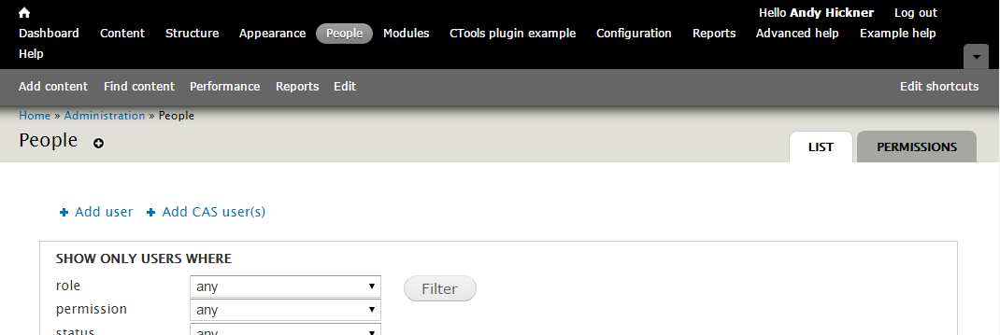 Hello Andy Hickner Log out
Dashboard Content Structure Appearance People Modules CTools plugin example Configuration Reports Advanced help Example help
Help
Add content Find content Performance Reports Edit Edit shortcuts
Home » Administration » People
People
LIST PERMISSIONS
Add user Add CAS user(s)
SHOW ONLY USERS WHERE
role any Filter
permission any
status any